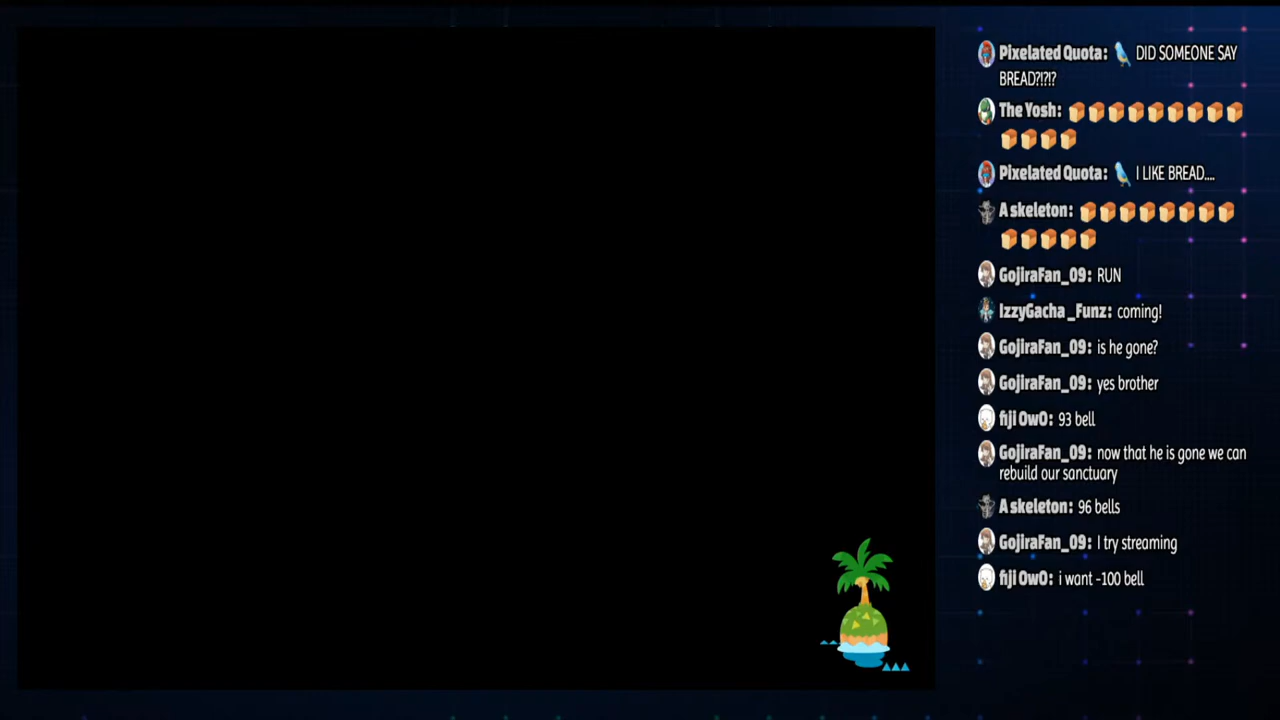 Pixelated Quota: DID SOMEONE SAY
BREAD?!?!?
The Yosh:
Pixelated Quota: I LIKE BREAD....
A skeleton:
GojiraFan_09: RUN
IzzyGacha_Funz: coming!
GojiraFan_09: is he gone?
GojiraFan_09: yes brother
fiji OwO: 93 bell
GojiraFan_09: now that he is gone we can
rebuild our sanctuary
A skeleton: 96 bells
GojiraFan_09: I try streaming
fiji OwO: i want -100 bell